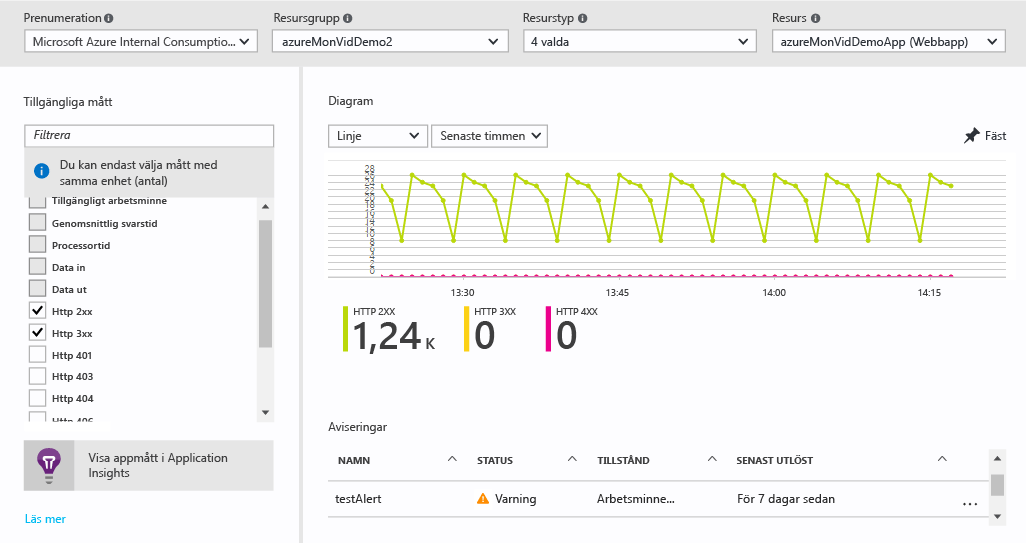 Prenumeration
Resursgrupp
Resurstyp
Resurs
Microsoft Azure Internal Consumptio...
azureMonVidDemo2
4 valda
azureMonVidDemoApp (Webbapp)
Tillgängliga mått
Filtrera
Du kan endast välja mått med
samma enhet (antal)
Tillgängligt arbetsminne
Genomsnittlig svarstid
Processortid
Data in
Data ut
Http 2xx
Http 3xx
Http 401
Http 403
Http 404
Http 406
Visa appmått i Application
Insights
Läs mer
Diagram
Linje
Senaste timmen
Fäst
28
26
24
22
20
18
16
14
12
10
8
6
4
2
0
13:30
13:45
14:00
14:15
HTTP 2XX
1,24 K
HTTP 3XX
0
HTTP 4XX
0
Aviseringar
NAMN
STATUS
TILLSTÅND
SENAST UTLÖST
testAlert
Varning
Arbetsminne...
För 7 dagar sedan
...